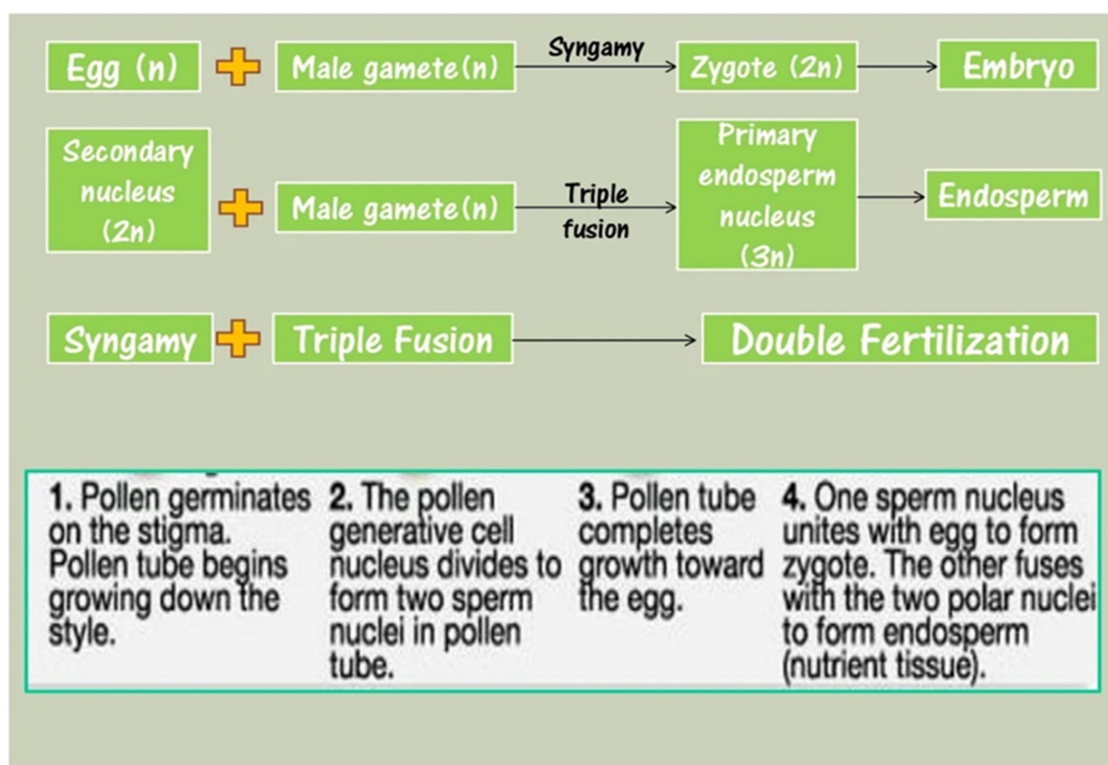 Egg (n) + Male gamete(n) Syngamy Zygote (2n) Embryo
Secondary
nucleus
(2n)
+
Male gamete(n)
Triple
fusion
Primary
endosperm
nucleus
(3n)
Endosperm
Syngamy + Triple Fusion Double Fertilization
1. Pollen germinates
on the stigma.
Pollen tube begins
growing down the
style.
2. The pollen
generative cell
nucleus divides to
form two sperm
nuclei in pollen
tube.
3. Pollen tube
completes
growth toward
the egg.
4. One sperm nucleus
unites with egg to form
zygote. The other fuses
with the two polar nuclei
to form endosperm
(nutrient tissue).